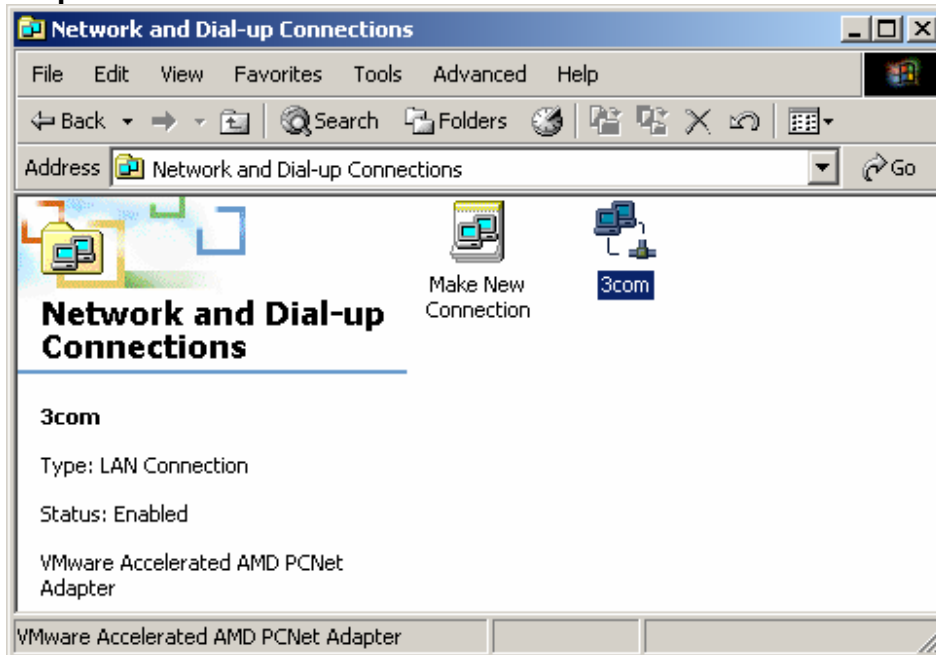 Network and Dial-up Connections
File Edit View Favorites Tools Advanced Help
Back Search Folders
Address Network and Dial-up Connections Go
Make New
Connection
3com
Network and Dial-up
Connections
3com
Type: LAN Connection
Status: Enabled
VMware Accelerated AMD PCNet
Adapter
VMware Accelerated AMD PCNet Adapter